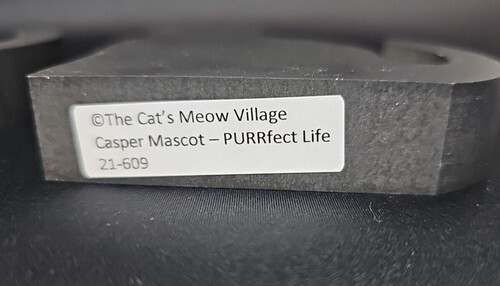 ©The Cat's Meow Village
Casper Mascot – PURRfect Life
21-609